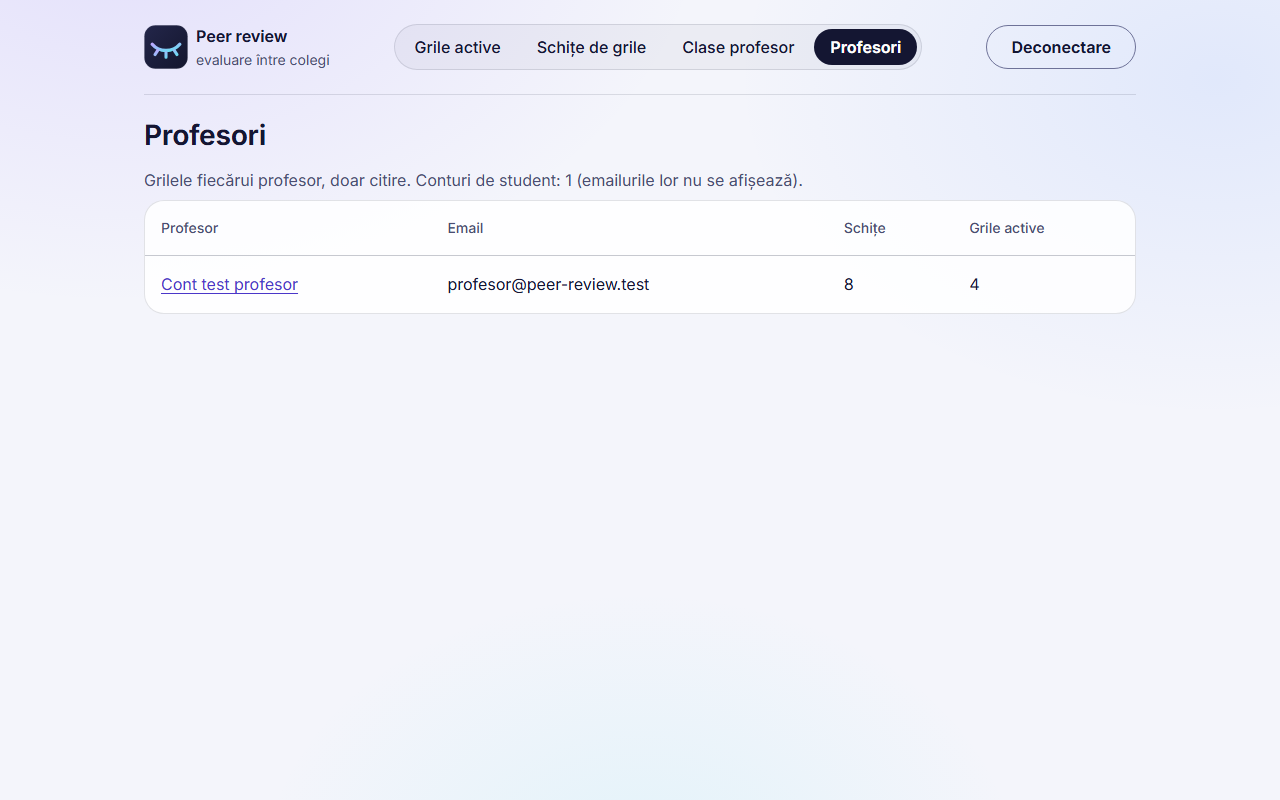 Peer review
evaluare între colegi
Grile active
Schițe de grile
Clase profesor
Profesori
Deconectare
Profesori
Grilele fiecărui profesor, doar citire. Conturi de student: 1 (emailurile lor nu se afișează).
Profesor Email Schițe Grile active
Cont test profesor profesor@peer-review.test 8 4